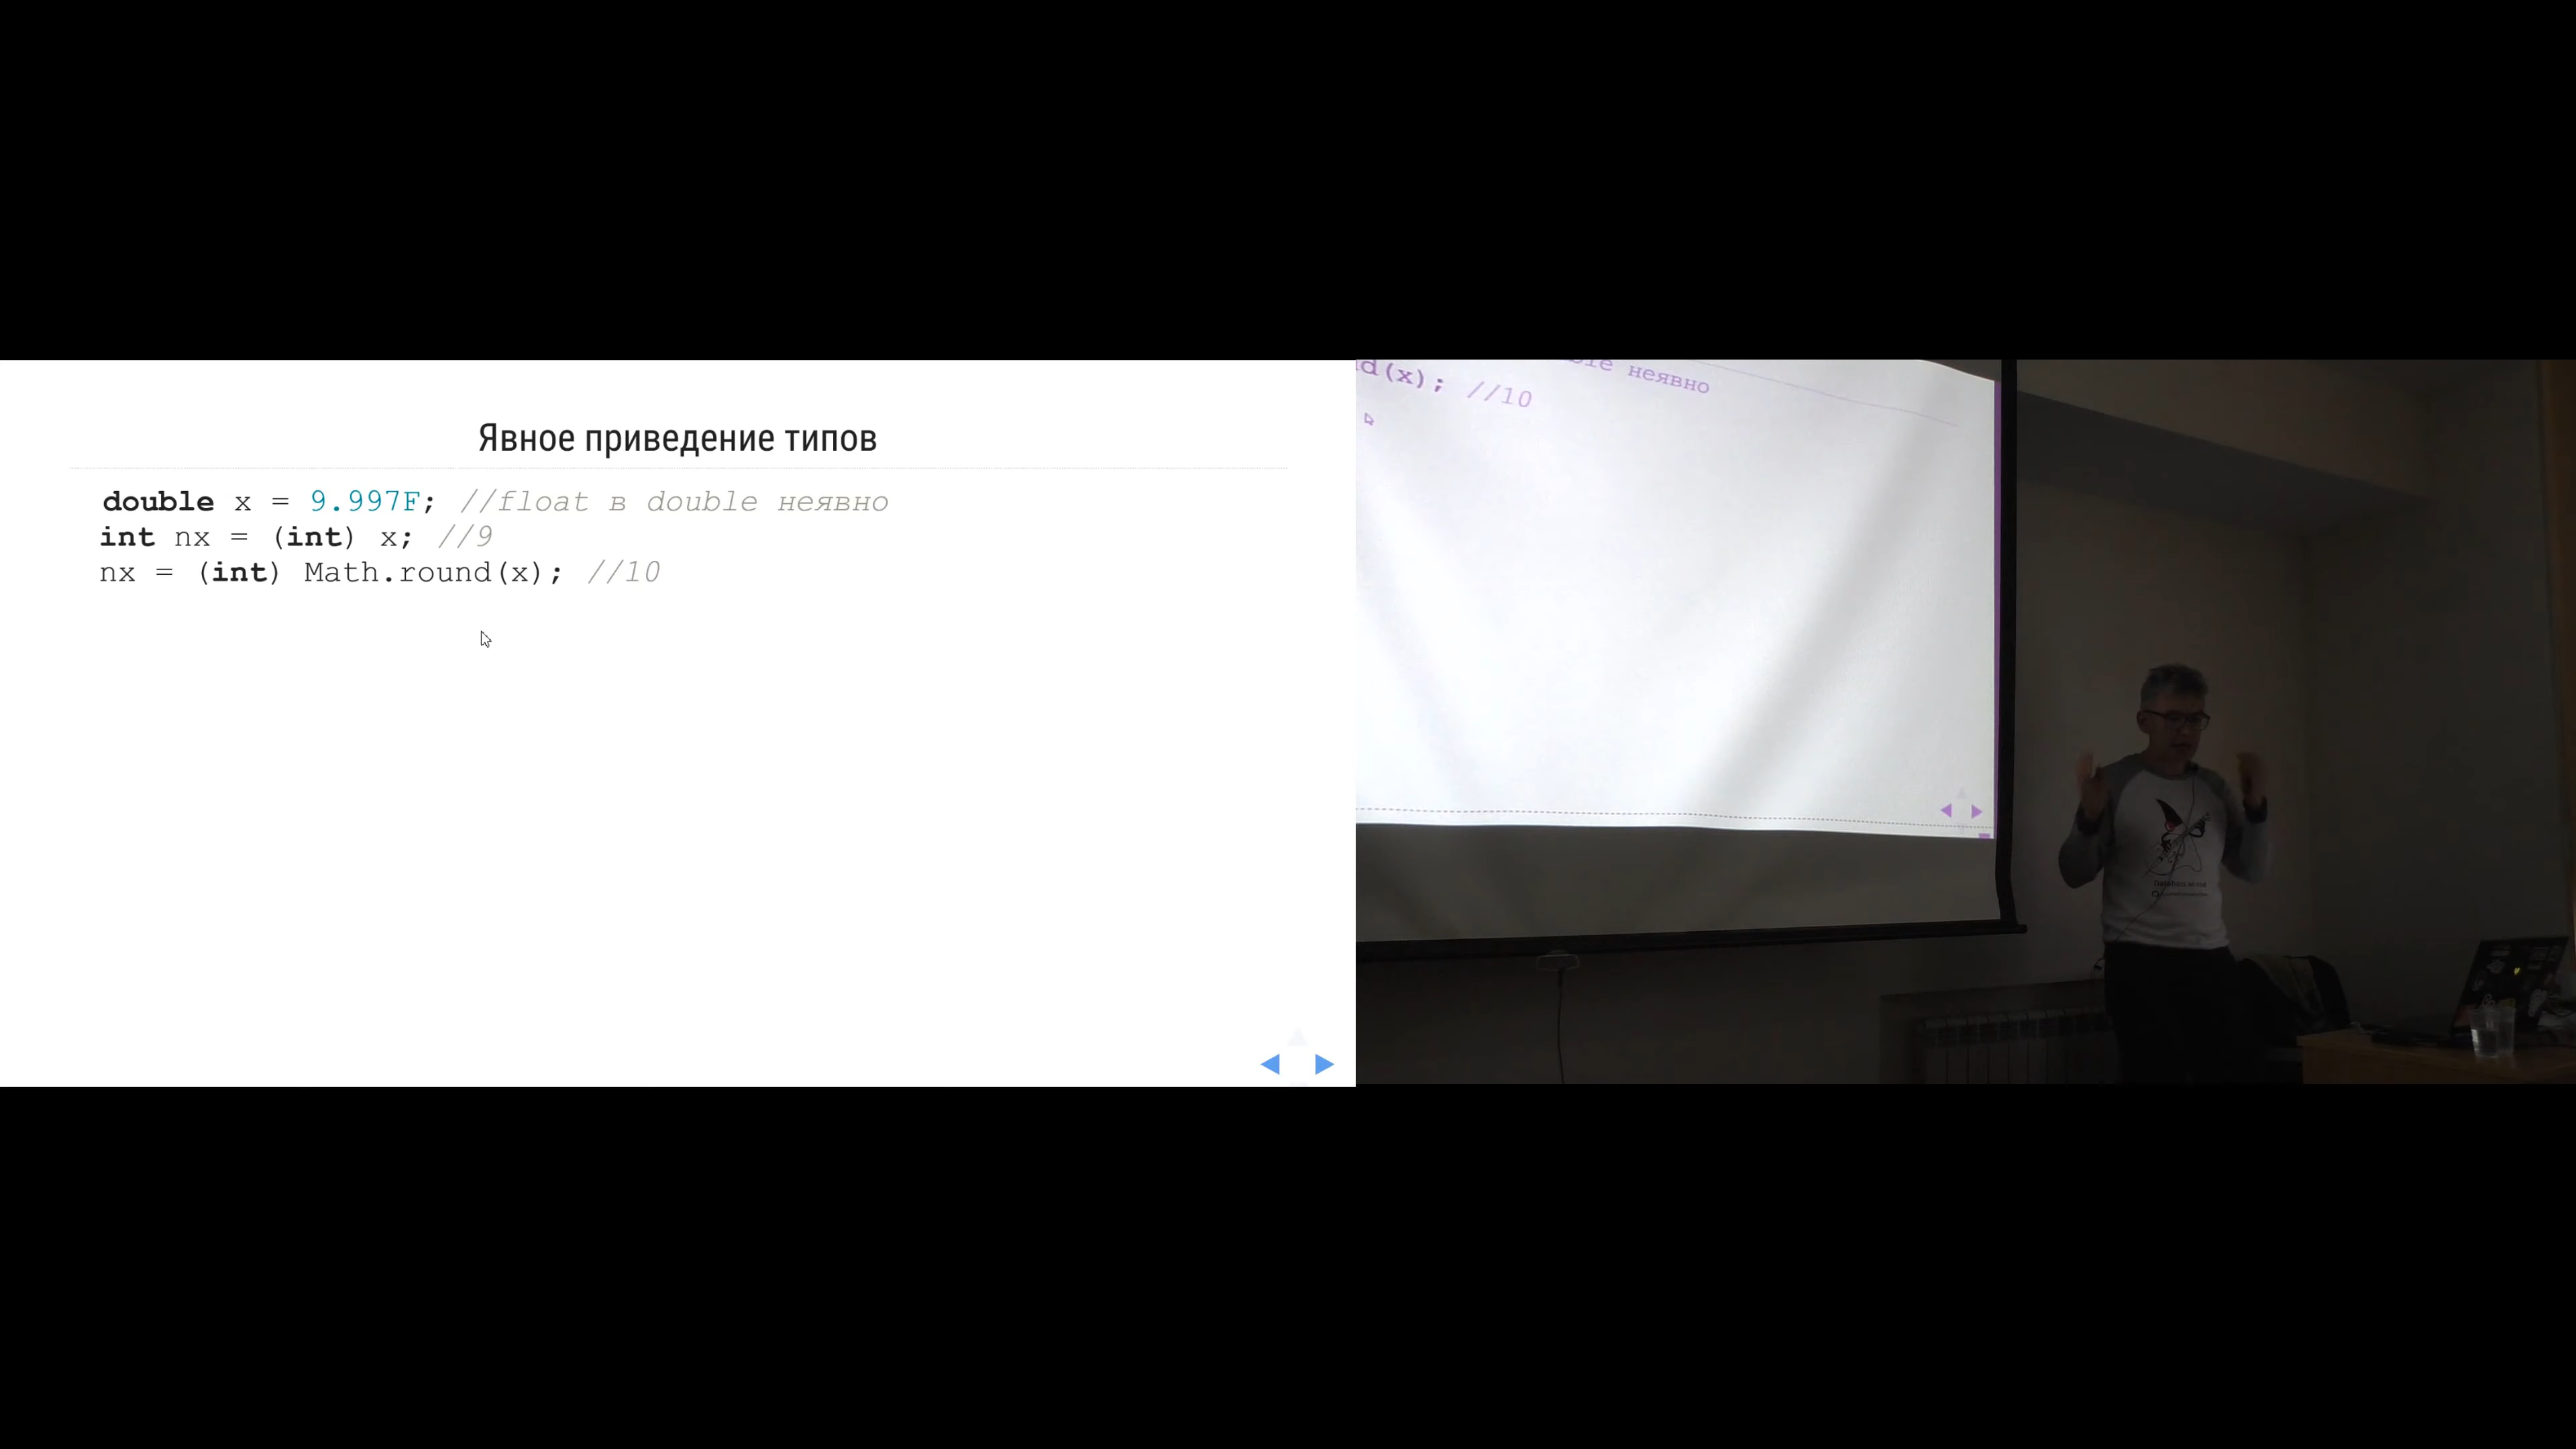 Явное приведение типов
double x = 9.997F; //float в double неявно
int nx = (int) x; //9
nx = (int) Math.round(x); //10
неявно
d(x); //10